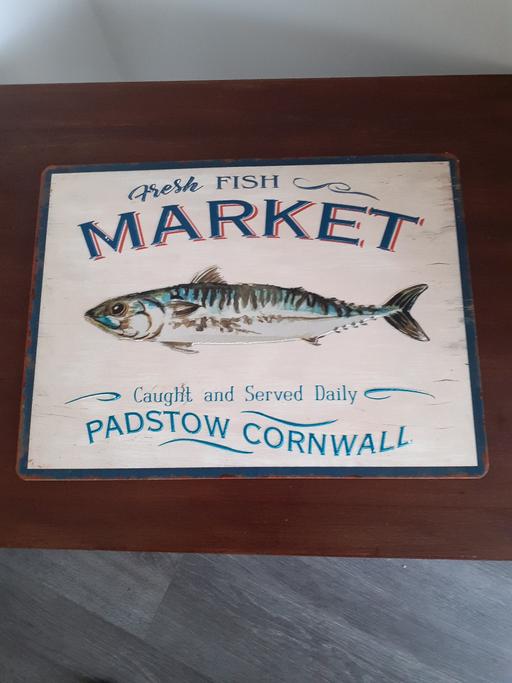 Fresh FISH
MARKET
Caught and Served Daily
PADSTOW CORNWALL